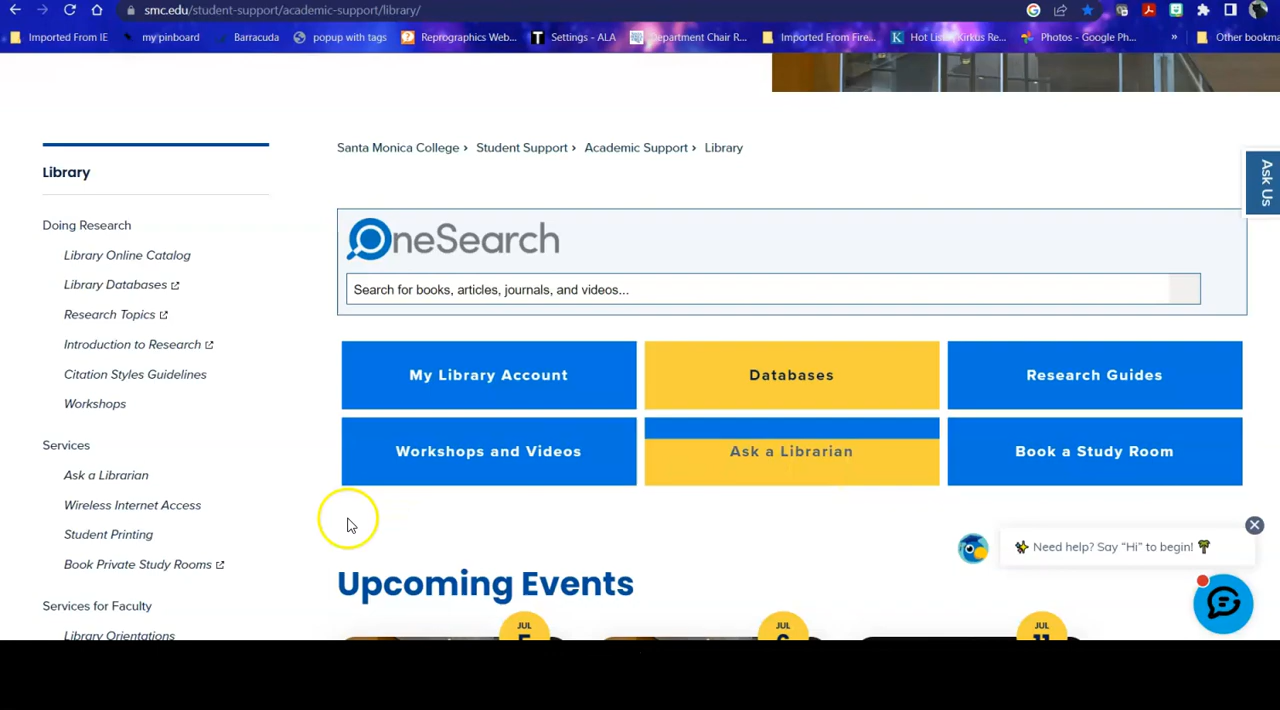 smc.edu/student-support/academic-support/library/
Imported From IE
my pinboard
Barracuda
popup with tags
Reprographics Web...
Settings - ALA
Department Chair R...
Imported From Fire...
Hot List | Kirkus Re...
Photos - Google Ph...
»
Other bookma
Santa Monica College › Student Support › Academic Support › Library
Library
Doing Research
Library Online Catalog
Library Databases
Research Topics
Introduction to Research
Citation Styles Guidelines
Workshops
Services
Ask a Librarian
Wireless Internet Access
Student Printing
Book Private Study Rooms
Services for Faculty
Library Orientations
OneSearch
Search for books, articles, journals, and videos...
My Library Account
Databases
Research Guides
Workshops and Videos
Ask a Librarian
Book a Study Room
Ask Us
Need help? Say “Hi” to begin!
Upcoming Events
JUL
5
JUL
6
JUL
11